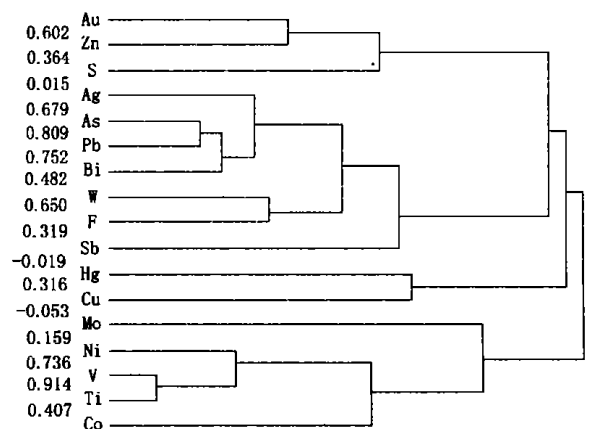 Au
0.602
Zn
0.364
S
0.015
Ag
0.679
As
0.809
Pb
0.752
Bi
0.482
W
0.650
F
0.319
Sb
-0.019
Hg
0.316
Cu
-0.053
Mo
0.159
Ni
0.736
V
0.914
Ti
0.407
Co